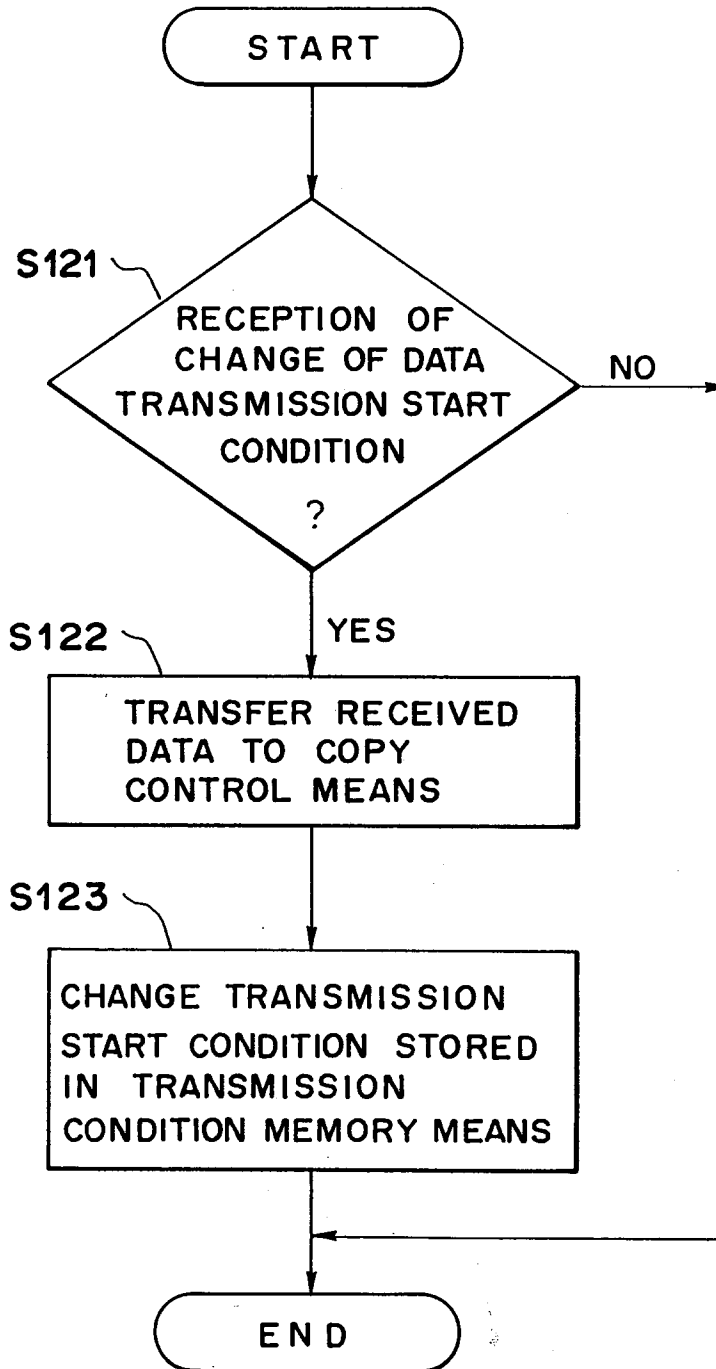 START
S121
RECEPTION OF
CHANGE OF DATA
TRANSMISSION START
CONDITION
?
NO
YES
S122
TRANSFER RECEIVED
DATA TO COPY
CONTROL MEANS
S123
CHANGE TRANSMISSION
START CONDITION STORED
IN TRANSMISSION
CONDITION MEMORY MEANS
END